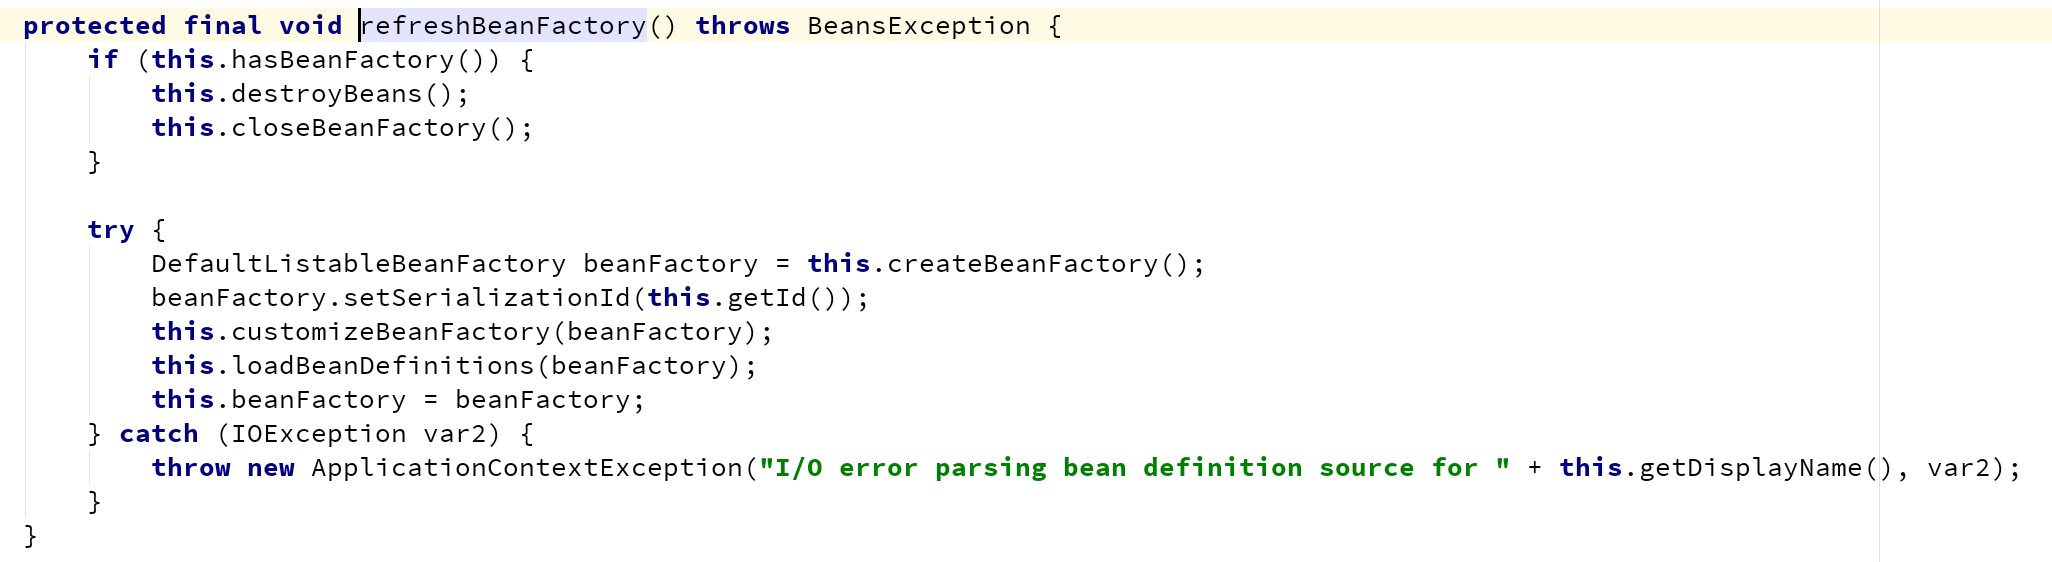 protected final void refreshBeanFactory() throws BeansException {
    if (this.hasBeanFactory()) {
        this.destroyBeans();
        this.closeBeanFactory();
    }

    try {
        DefaultListableBeanFactory beanFactory = this.createBeanFactory();
        beanFactory.setSerializationId(this.getId());
        this.customizeBeanFactory(beanFactory);
        this.loadBeanDefinitions(beanFactory);
        this.beanFactory = beanFactory;
    } catch (IOException var2) {
        throw new ApplicationContextException("I/O error parsing bean definition source for " + this.getDisplayName(), var2);
    }
}